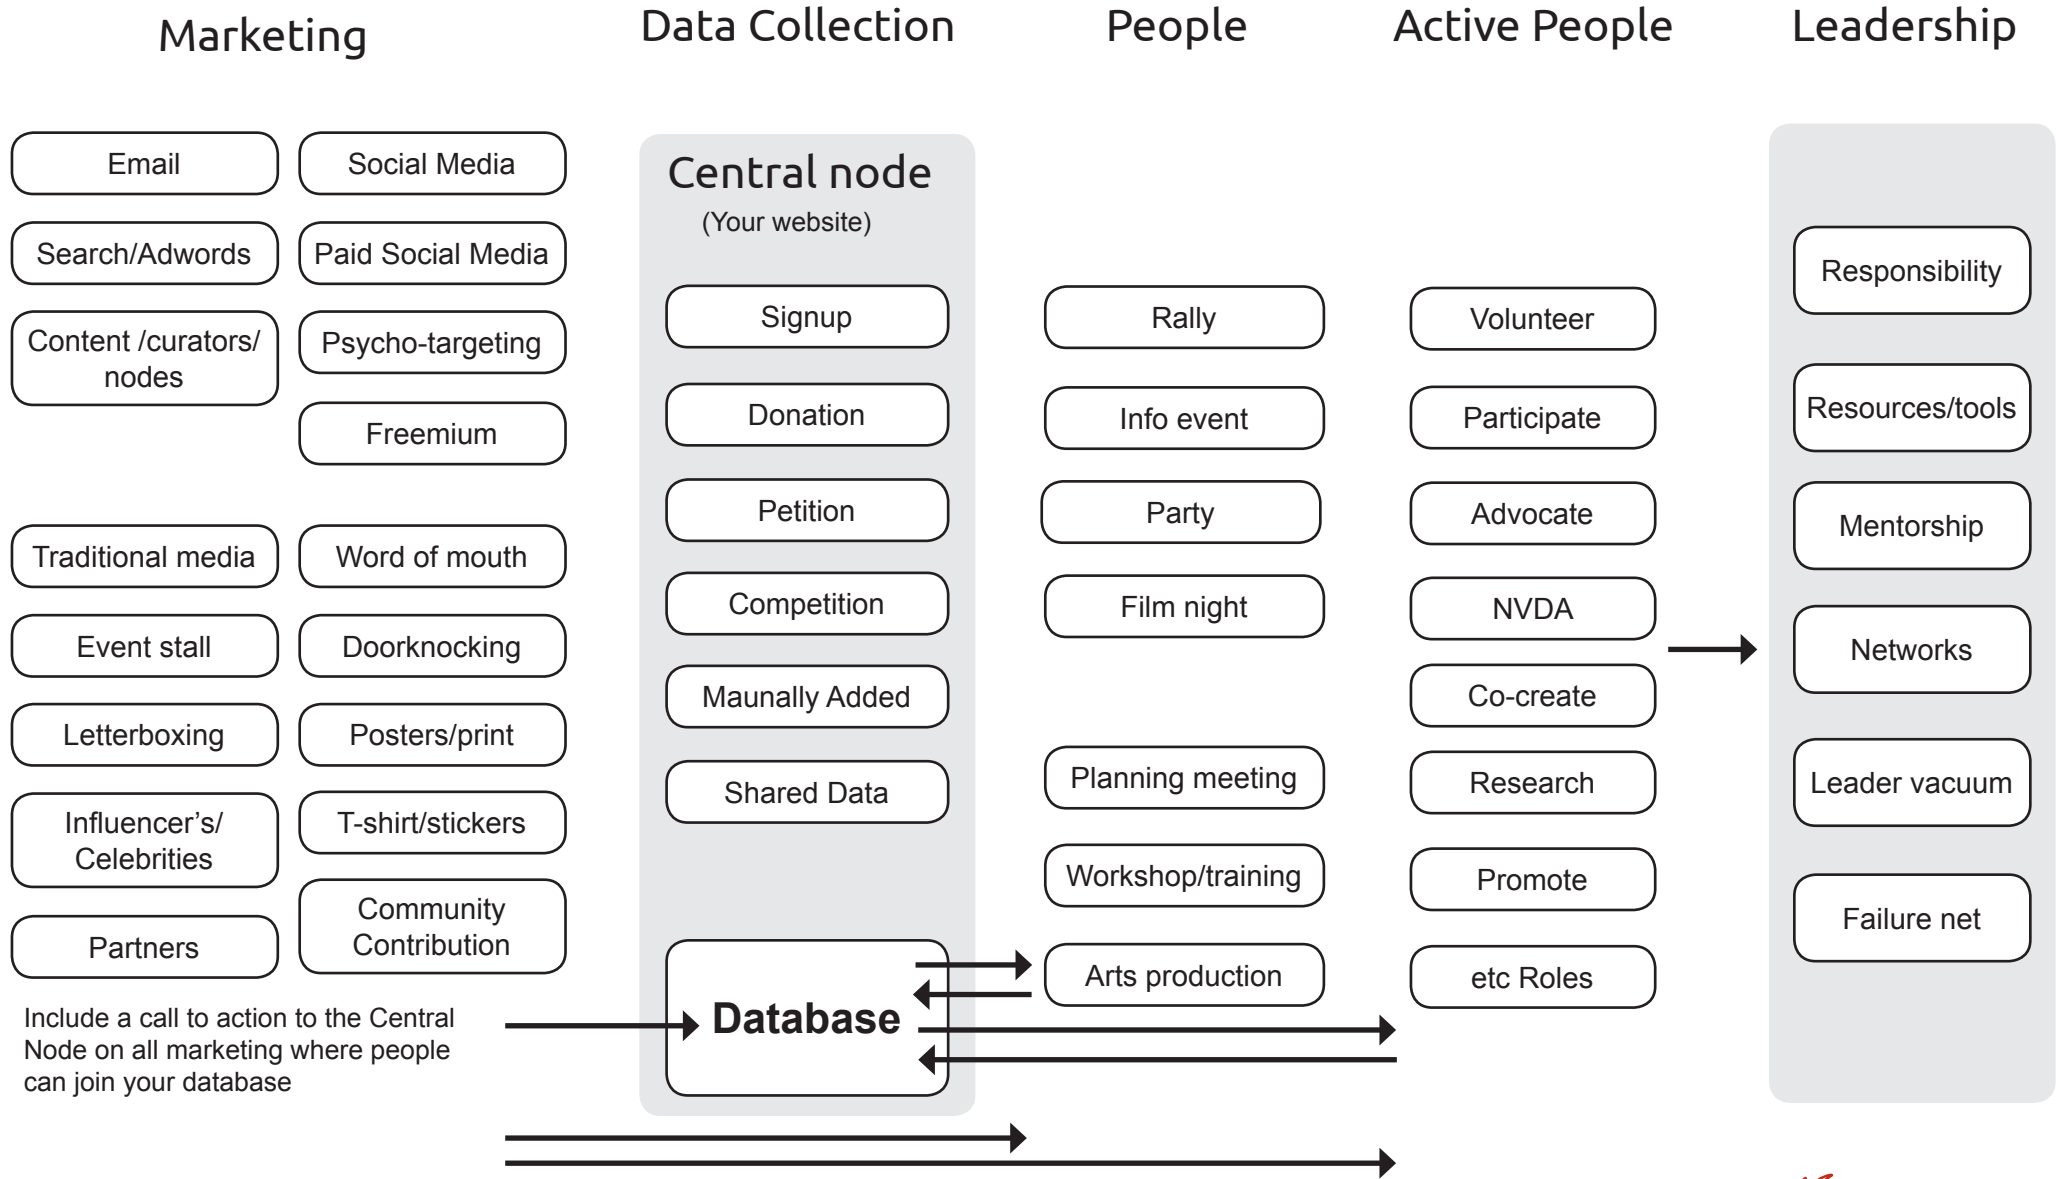 Marketing
Data Collection
People
Active People
Leadership
Email
Social Media
Search/Adwords
Paid Social Media
Content /curators/
nodes
Psycho-targeting
Freemium
Traditional media
Word of mouth
Event stall
Doorknocking
Letterboxing
Posters/print
Influencer’s/
Celebrities
T-shirt/stickers
Partners
Community
Contribution
Include a call to action to the Central
Node on all marketing where people
can join your database
Central node
(Your website)
Signup
Donation
Petition
Competition
Maunally Added
Shared Data
Database
Rally
Info event
Party
Film night
Planning meeting
Workshop/training
Arts production
Volunteer
Participate
Advocate
NVDA
Co-create
Research
Promote
etc Roles
Responsibility
Resources/tools
Mentorship
Networks
Leader vacuum
Failure net